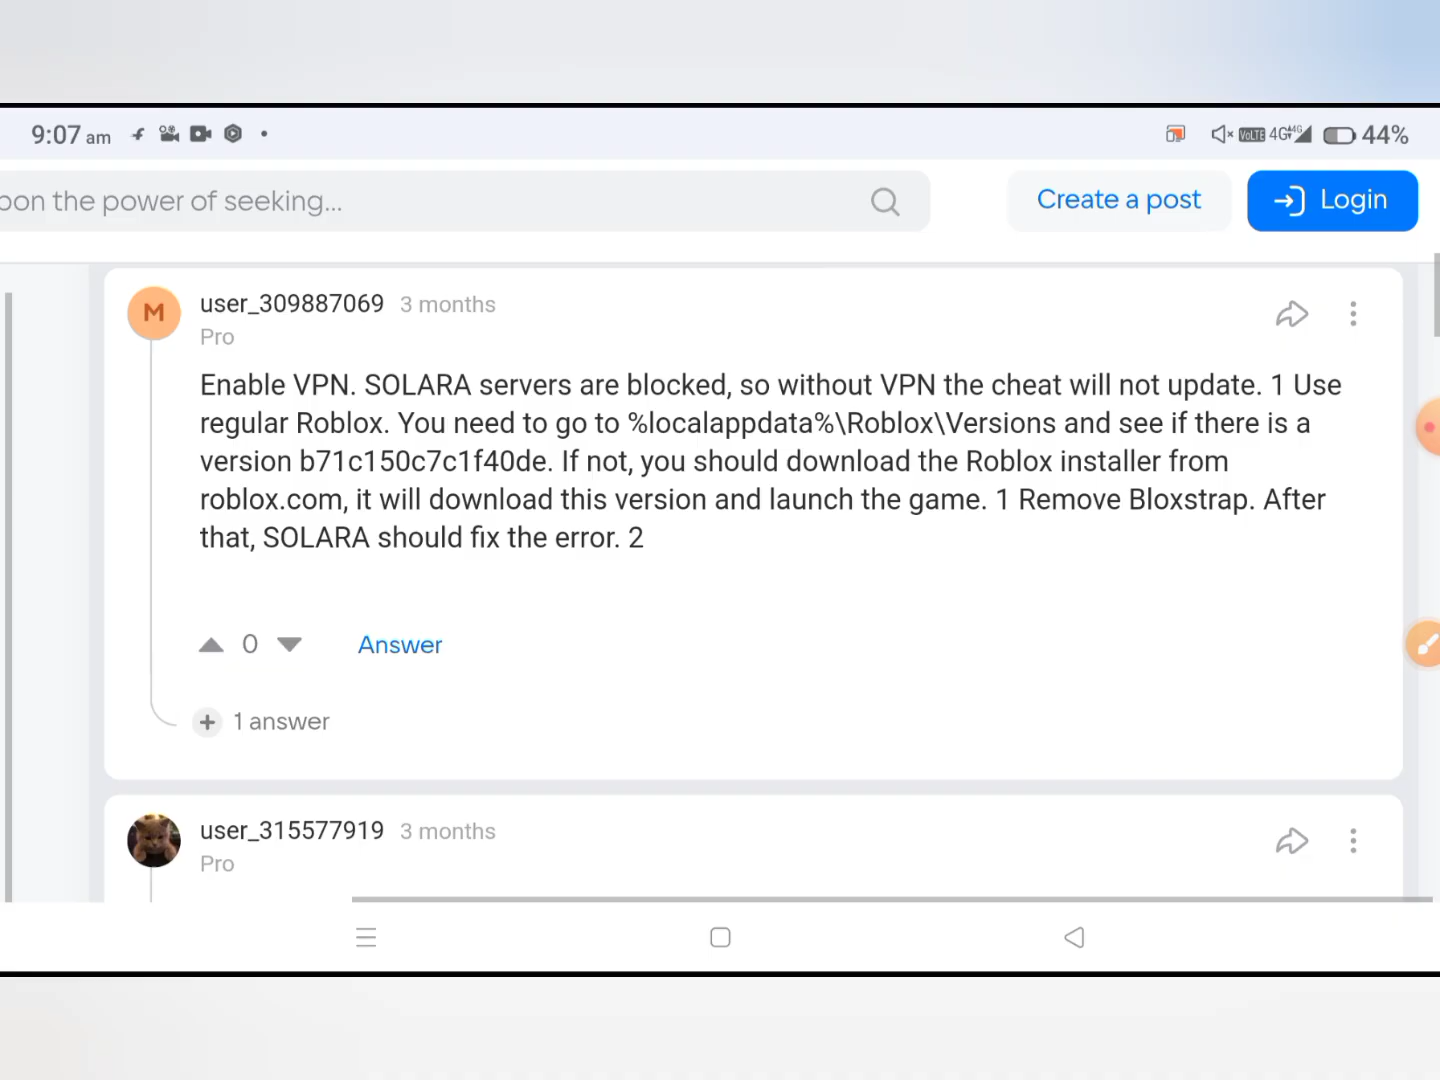 9:07 am
VoLTE 4G 4G 44%
oon the power of seeking...
Create a post
Login
M
user_309887069 3 months
Pro
Enable VPN. SOLARA servers are blocked, so without VPN the cheat will not update. 1 Use
regular Roblox. You need to go to %localappdata%\Roblox\Versions and see if there is a
version b71c150c7c1f40de. If not, you should download the Roblox installer from
roblox.com, it will download this version and launch the game. 1 Remove Bloxstrap. After
that, SOLARA should fix the error. 2
0
Answer
1 answer
user_315577919 3 months
Pro